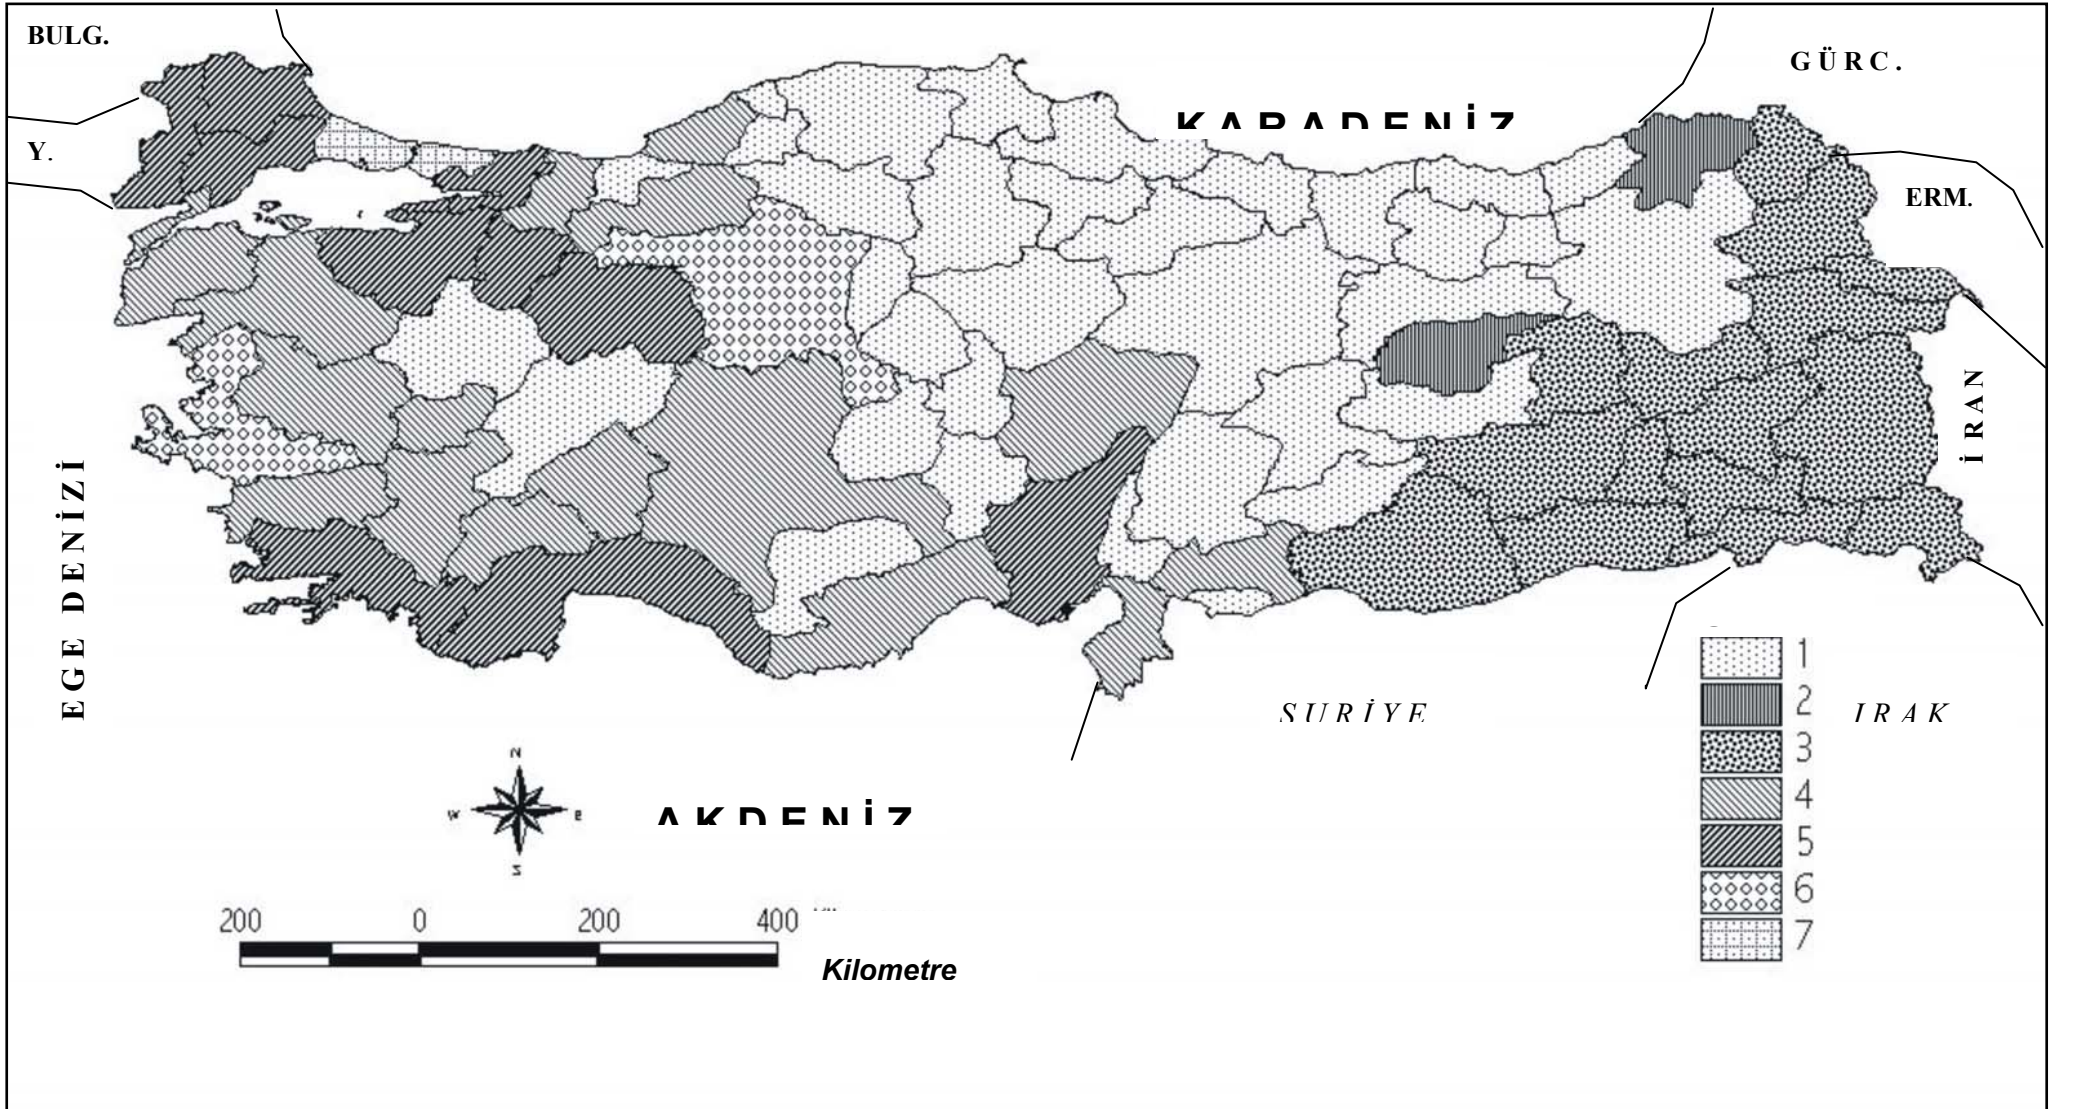 BULG.
GÜRC.
KARADENİZ
Y.
ERM.
İRAN
EGE DENİZİ
1
2
3
4
5
6
7
SURİYE
IRAK
N
W
E
S
AKDENİZ
200 0 200 400
Kilometre